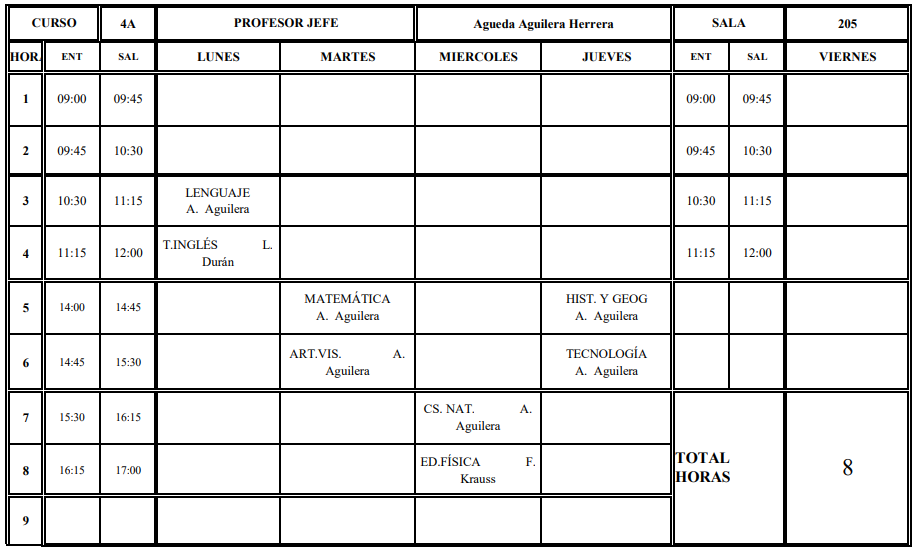 CURSO 4A PROFESOR JEFE Agueda Aguilera Herrera SALA 205
HOR. ENT SAL LUNES MARTES MIERCOLES JUEVES ENT SAL VIERNES
1 09:00 09:45 09:00 09:45
2 09:45 10:30 09:45 10:30
3 10:30 11:15 LENGUAJE 10:30 11:15
A. Aguilera
4 11:15 12:00 T.INGLÉS L. 11:15 12:00
Durán
5 14:00 14:45 MATEMÁTICA HIST. Y GEOG
A. Aguilera A. Aguilera
6 14:45 15:30 ART.VIS. A. TECNOLOGÍA
Aguilera A. Aguilera
7 15:30 16:15 CS. NAT. A.
Aguilera
8 16:15 17:00 ED.FÍSICA F.
Krauss
TOTAL
HORAS 8
9